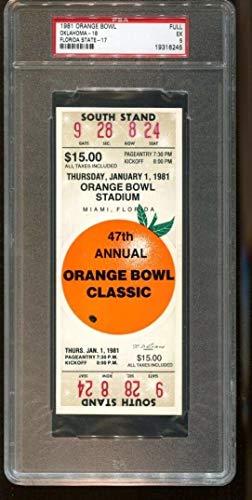 PSA
1981 ORANGE BOWL FULL
OKLAHOMA-18 EX
FLORIDA STATE-17 5
19316245
SOUTH STAND
9 28 8 24
GATE SEC. ROW SEAT
$15.00 PAGEANTRY 7:30 PM
ALL TAXES INCLUDED KICKOFF 8:00 PM
THURSDAY, JANUARY 1, 1981
ORANGE BOWL
STADIUM
MIAMI, FLORIDA
47th
ANNUAL
ORANGE BOWL
CLASSIC
THURS. JAN. 1, 1981
PAGEANTRY 7:30 P.M.
KICKOFF 8:00 P.M.
$15.00
ALL TAXES INCLUDED
9 28 8 24
SOUTH STAND